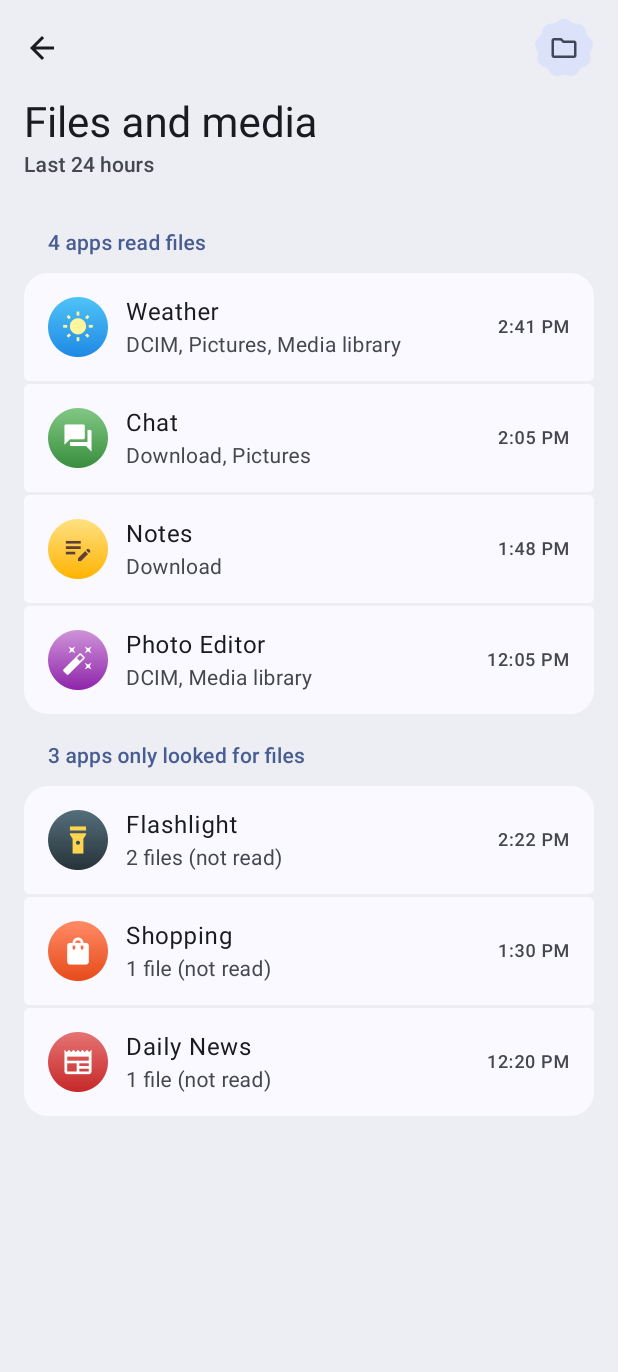 Files and media
Last 24 hours
4 apps read files
Weather
DCIM, Pictures, Media library
2:41 PM
Chat
Download, Pictures
2:05 PM
Notes
Download
1:48 PM
Photo Editor
DCIM, Media library
12:05 PM
3 apps only looked for files
Flashlight
2 files (not read)
2:22 PM
Shopping
1 file (not read)
1:30 PM
Daily News
1 file (not read)
12:20 PM